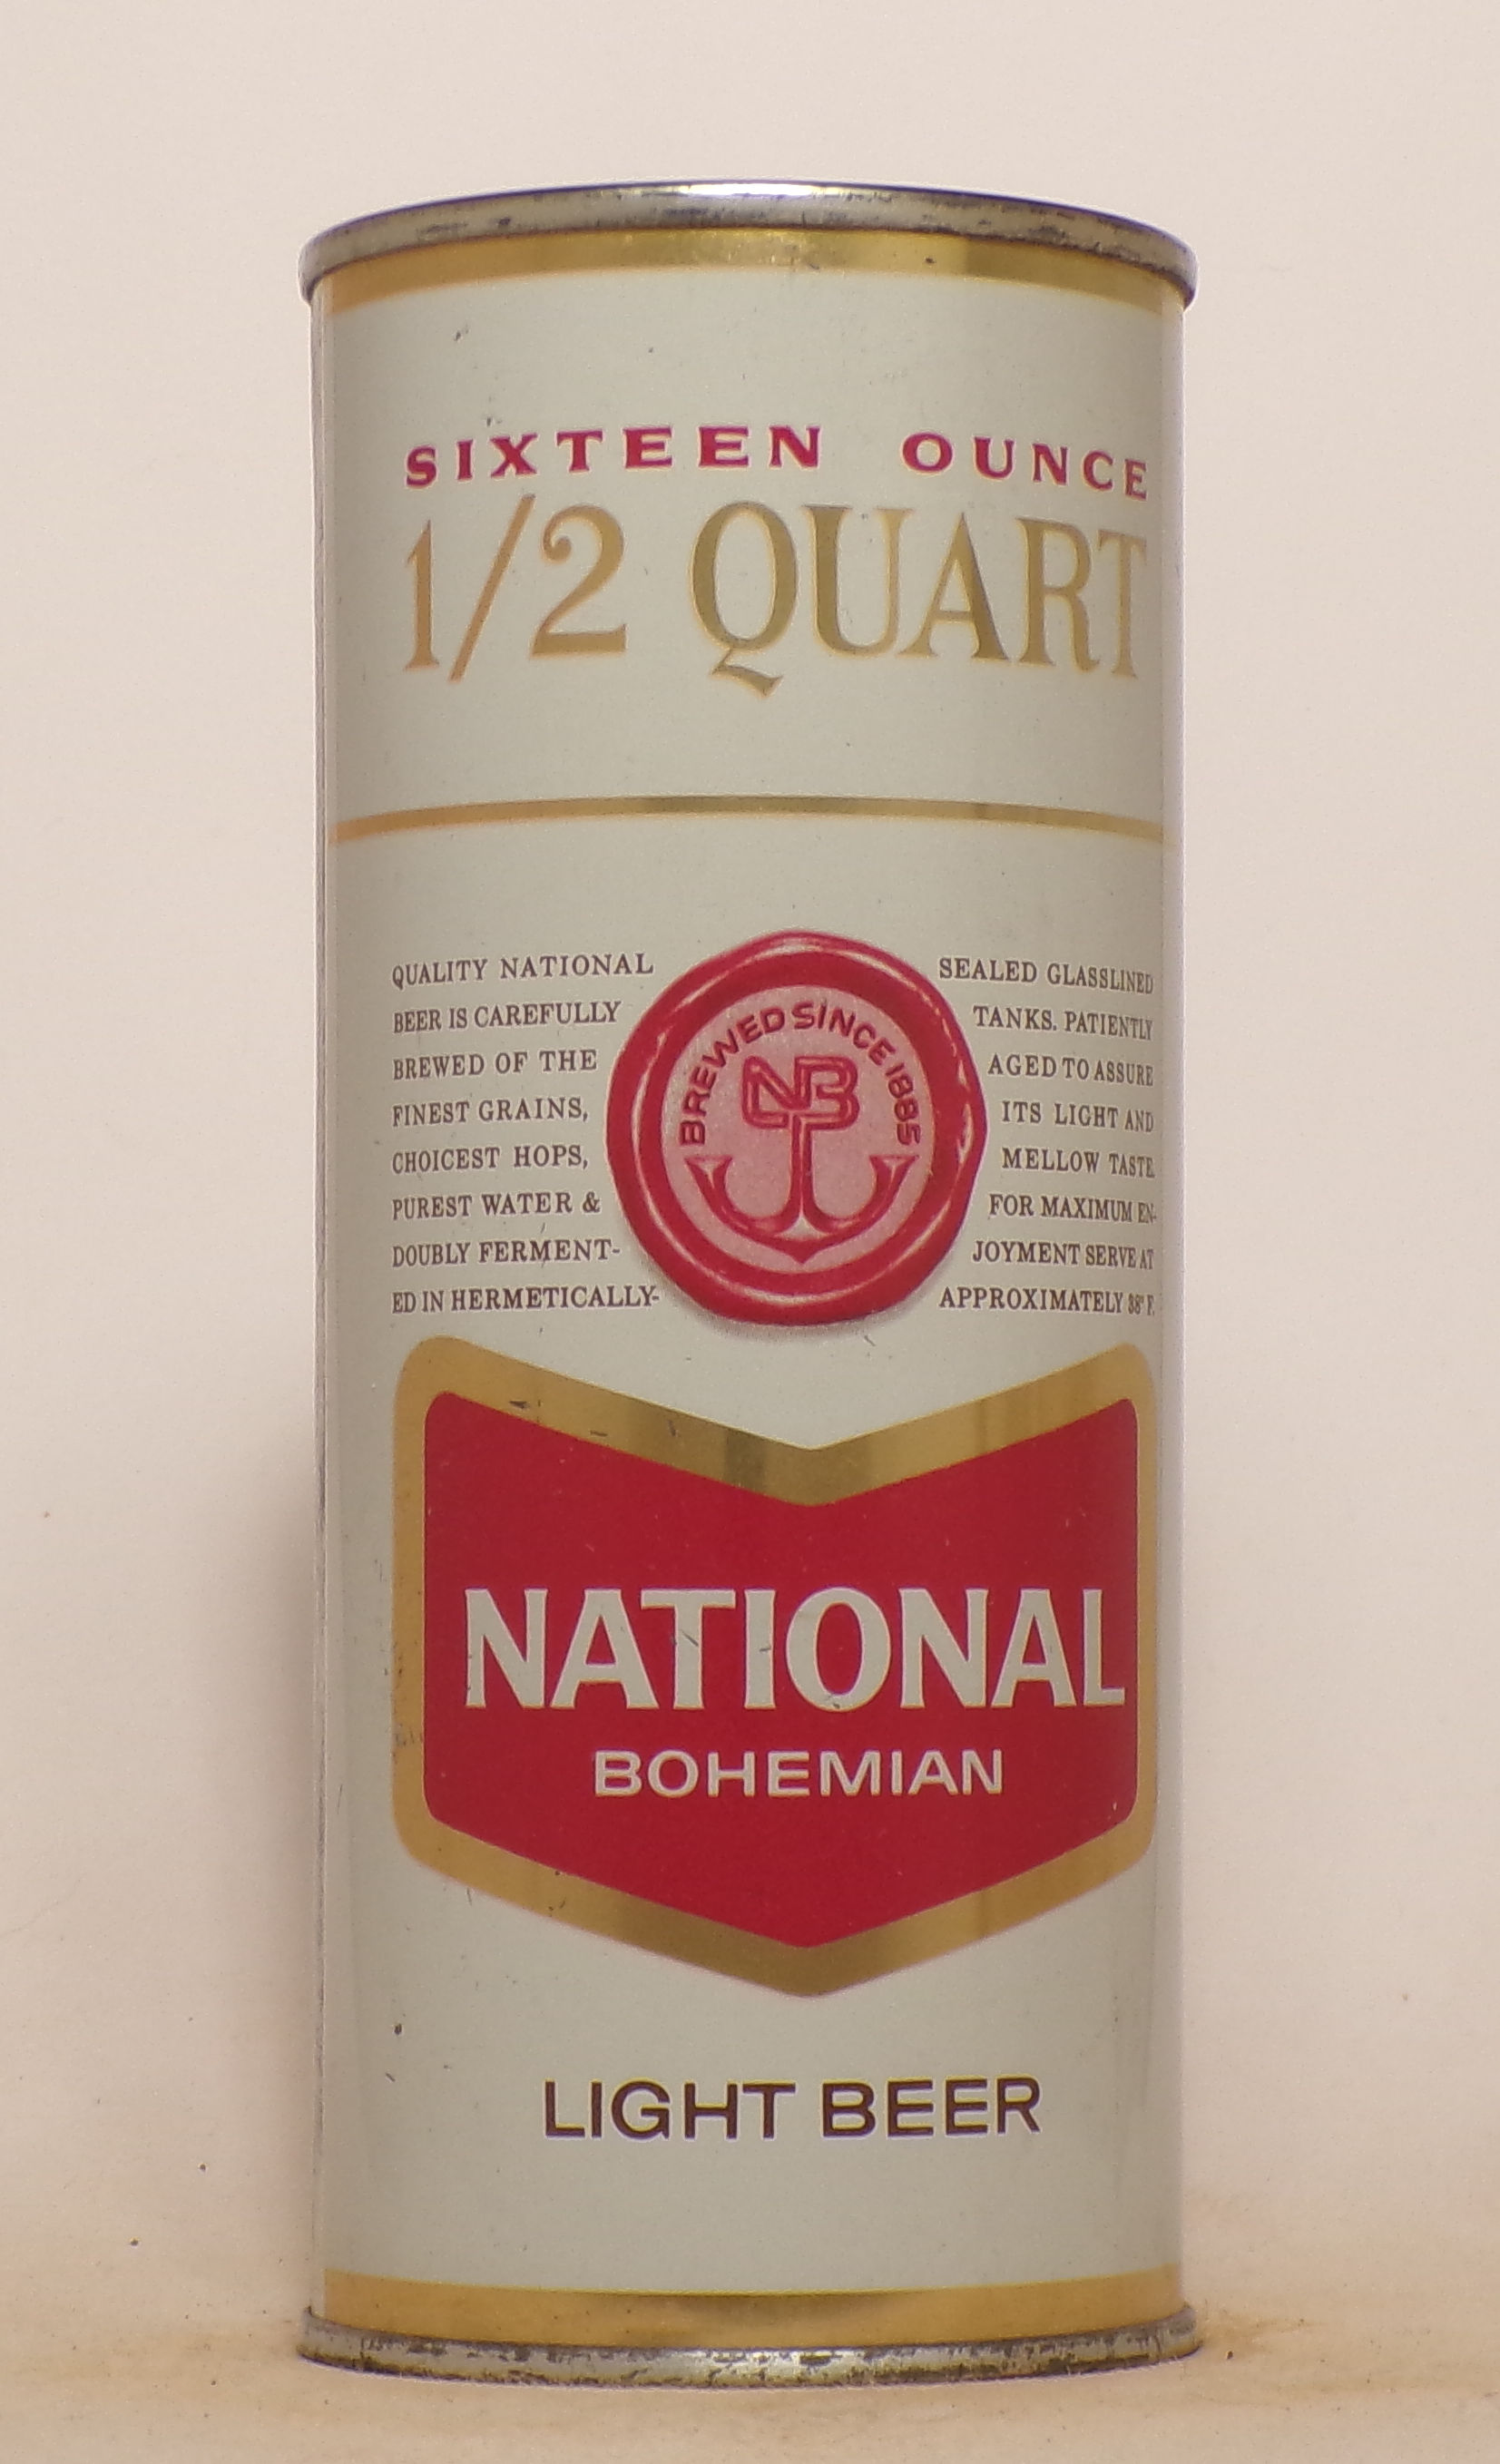 SIXTEEN OUNCE
1/2 QUART
QUALITY NATIONAL
BEER IS CAREFULLY
BREWED OF THE
FINEST GRAINS,
CHOICEST HOPS,
PUREST WATER &
DOUBLY FERMENT-
ED IN HERMETICALLY-
BREWED SINCE 1885
NB
SEALED GLASSLINED
TANKS. PATIENTLY
AGED TO ASSURE
ITS LIGHT AND
MELLOW TASTE.
FOR MAXIMUM EN-
JOYMENT SERVE AT
APPROXIMATELY 38° F.
NATIONAL
BOHEMIAN
LIGHT BEER